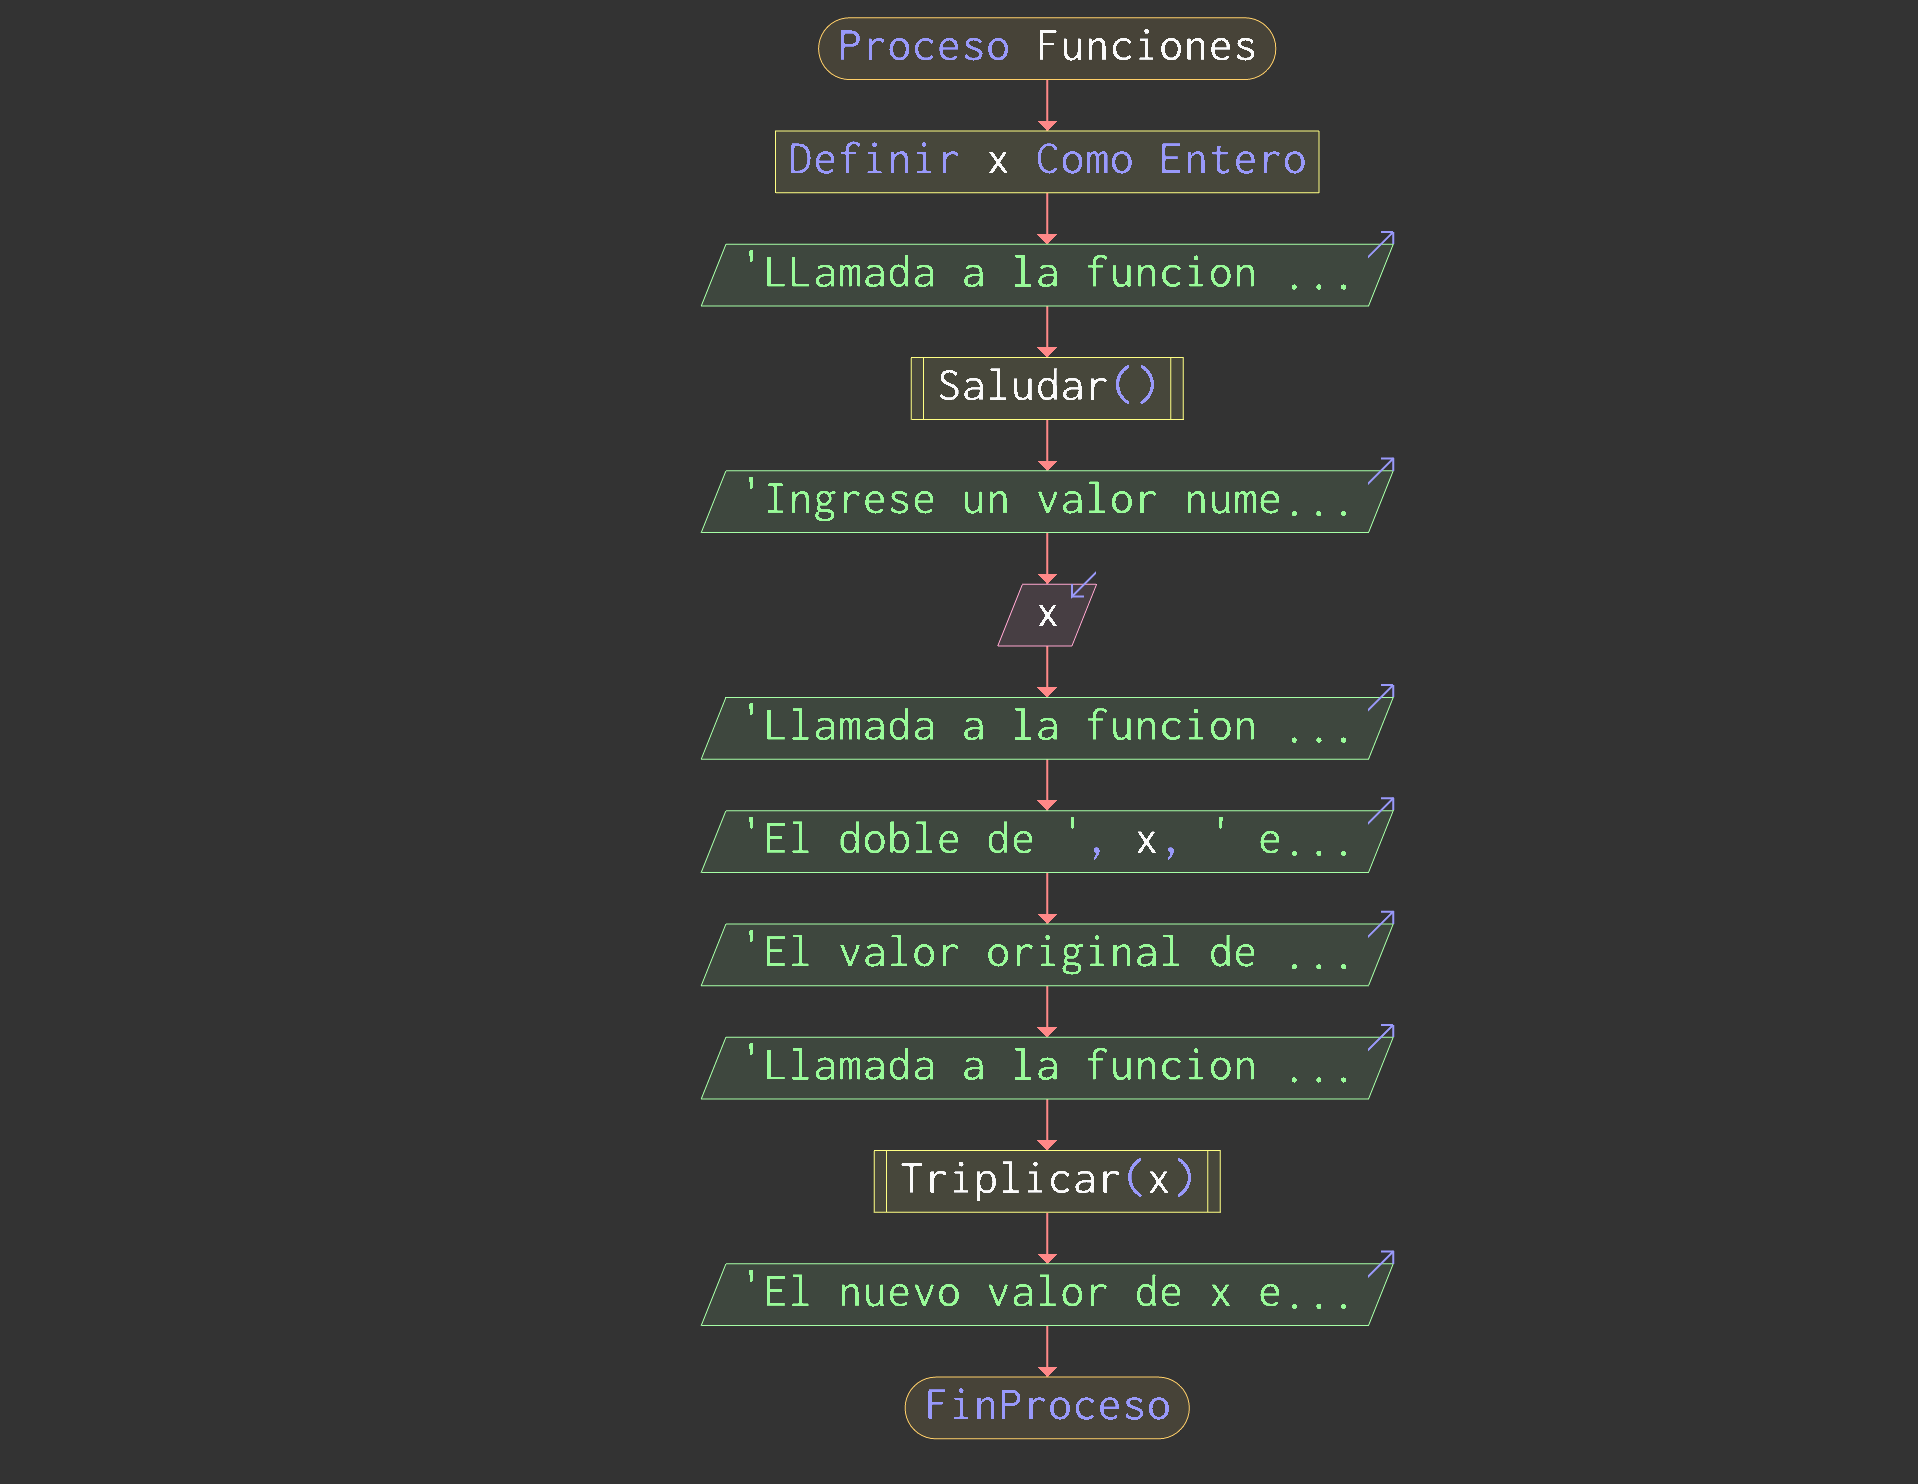 Proceso Funciones
Definir x Como Entero
'LLamada a la funcion ...
Saludar()
'Ingrese un valor nume...
x
'Llamada a la funcion ...
'El doble de ', x, ' e...
'El valor original de ...
'Llamada a la funcion ...
Triplicar(x)
'El nuevo valor de x e...
FinProceso